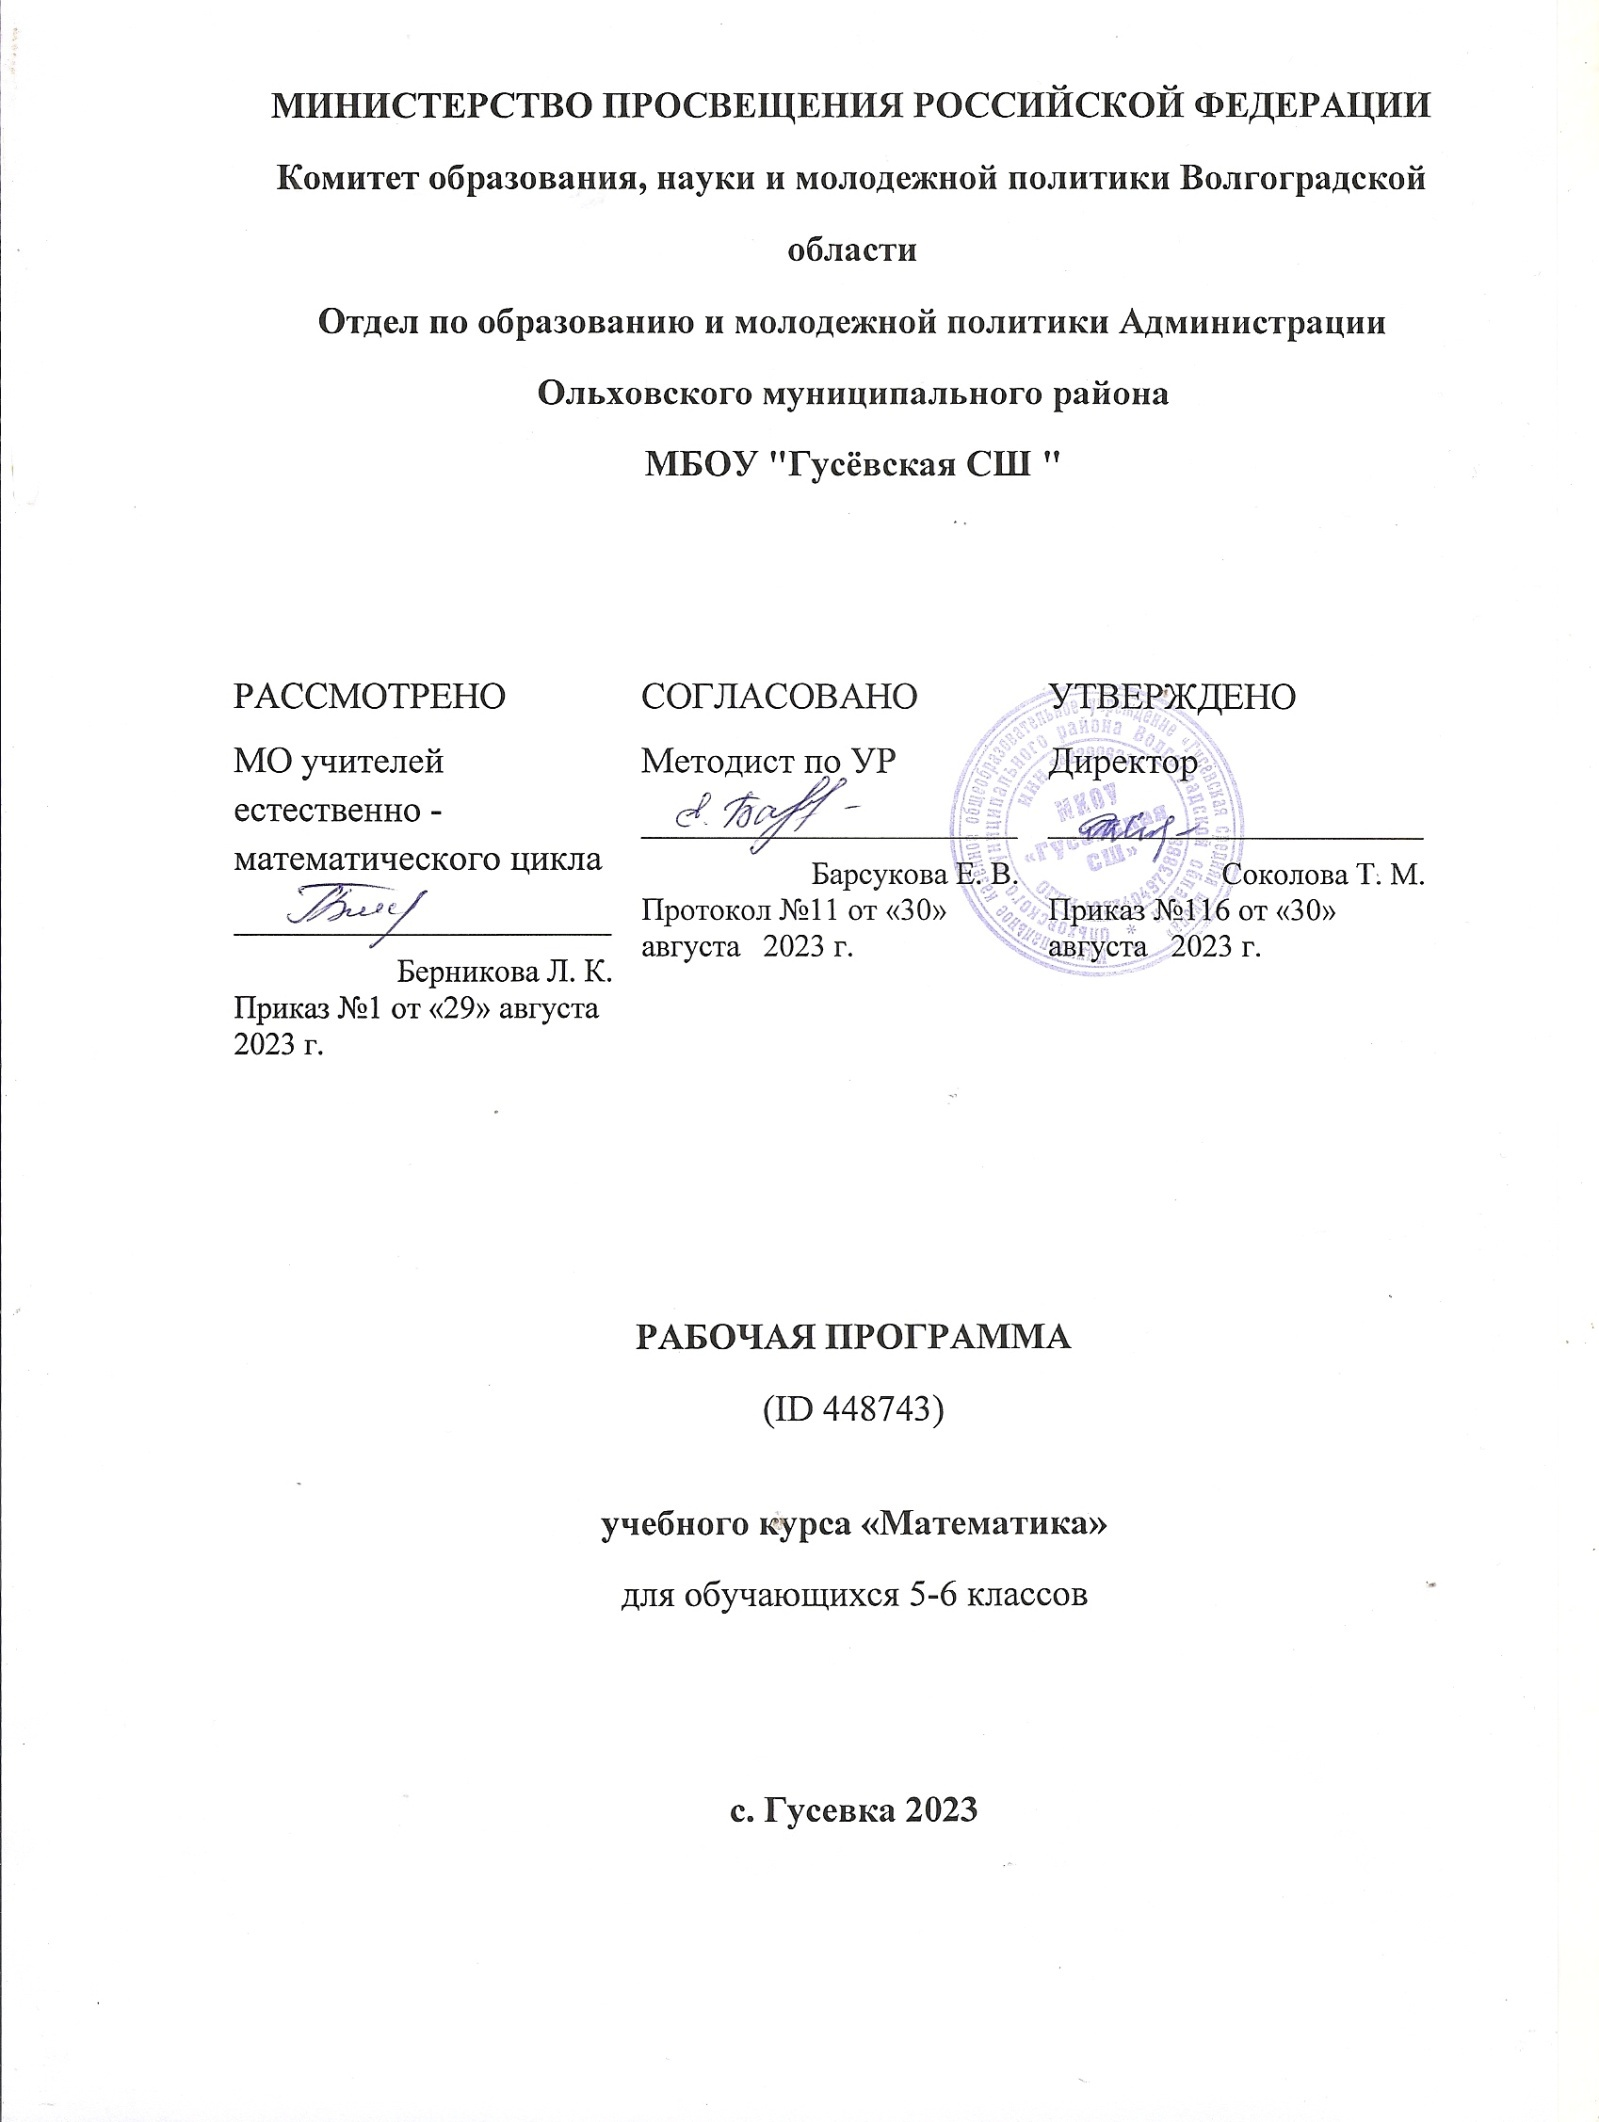 МИНИСТЕРСТВО ПРОСВЕЩЕНИЯ РОССИЙСКОЙ ФЕДЕРАЦИИ
Комитет образования, науки и молодежной политики Волгоградской
области
Отдел по образованию и молодежной политики Администрации
Ольховского муниципального района
МБОУ "Гусёвская СШ "
РАССМОТРЕНО
МО учителей
естественно -
математического цикла
Берникова Л. К.
Приказ №1 от «29» августа
2023 г.
СОГЛАСОВАНО
Методист по УР
Барсукова Е. В.
Протокол №11 от «30»
августа 2023 г.
УТВЕРЖДЕНО
Директор
Соколова Т. М.
Приказ №116 от «30»
августа 2023 г.
МКОУ
СШ»
РАБОЧАЯ ПРОГРАММА
(ID 448743)
учебного курса «Математика»
для обучающихся 5-6 классов
с. Гусевка 2023